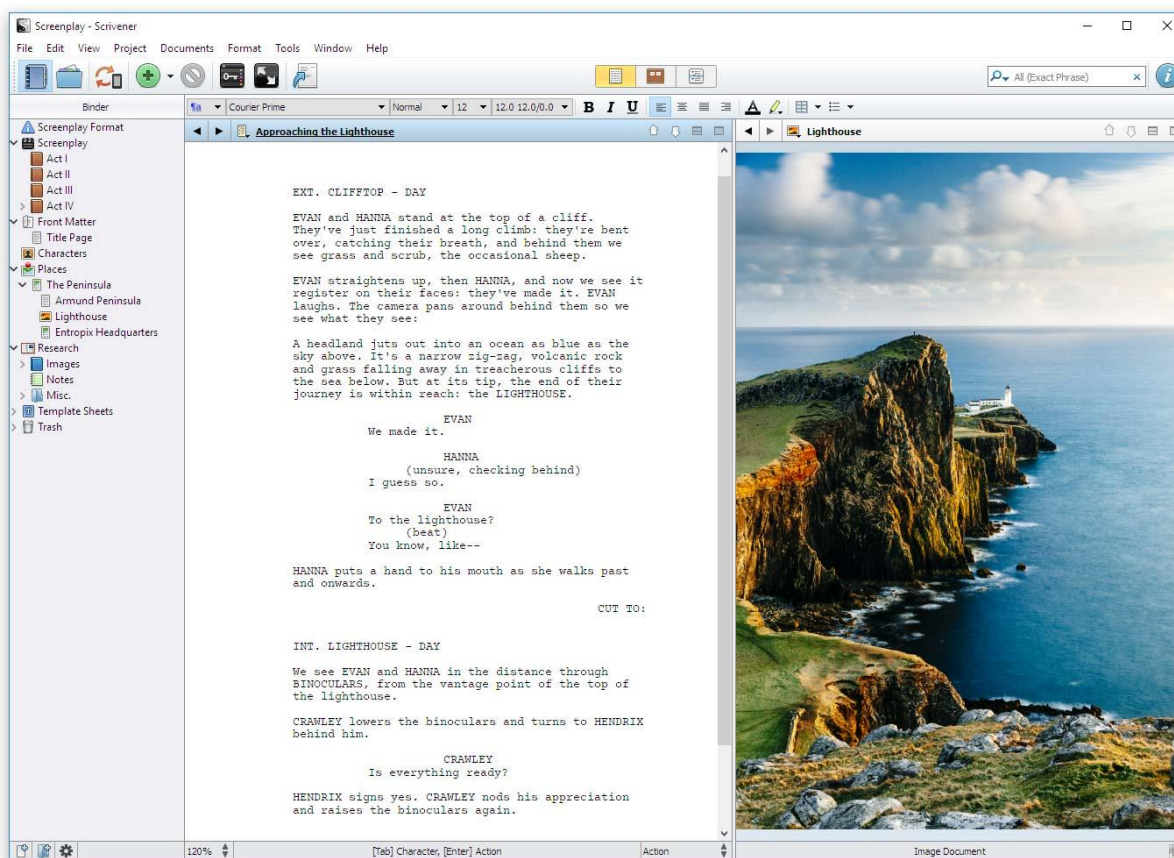 Screenplay - Scrivener
File Edit View Project Documents Format Tools Window Help
All (Exact Phrase)
Binder
Courier Prime
Normal
12
12.0 12.0/0.0
B I U
A
Screenplay Format
Screenplay
Act I
Act II
Act III
Act IV
Front Matter
Title Page
Characters
Places
The Peninsula
Armund Peninsula
Lighthouse
Entropix Headquarters
Research
Images
Notes
Misc.
Template Sheets
Trash
Approaching the Lighthouse
EXT. CLIFFTOP - DAY
EVAN and HANNA stand at the top of a cliff.
They've just finished a long climb: they're bent
over, catching their breath, and behind them we
see grass and scrub, the occasional sheep.
EVAN straightens up, then HANNA, and now we see it
register on their faces: they've made it. EVAN
laughs. The camera pans around behind them so we
see what they see:
A headland juts out into an ocean as blue as the
sky above. It's a narrow zig-zag, volcanic rock
and grass falling away in treacherous cliffs to
the sea below. But at its tip, the end of their
journey is within reach: the LIGHTHOUSE.
EVAN
We made it.
HANNA
(unsure, checking behind)
I guess so.
EVAN
To the lighthouse?
(beat)
You know, like--
HANNA puts a hand to his mouth as she walks past
and onwards.
CUT TO:
INT. LIGHTHOUSE - DAY
We see EVAN and HANNA in the distance through
BINOCULARS, from the vantage point of the top of
the lighthouse.
CRAWLEY lowers the binoculars and turns to HENDRIX
behind him.
CRAWLEY
Is everything ready?
HENDRIX signs yes. CRAWLEY nods his appreciation
and raises the binoculars again.
Lighthouse
120%
[Tab] Character, [Enter] Action
Action
Image Document